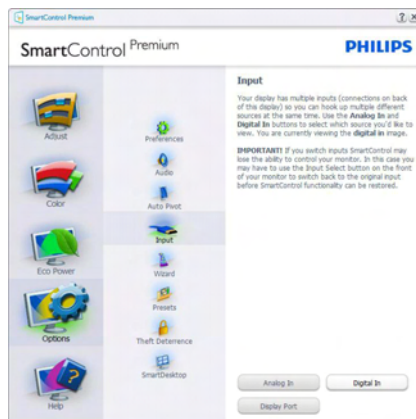 SmartControl Premium
SmartControl Premium
PHILIPS
Adjust
Color
Eco Power
Options
Help
Preferences
Audio
Auto Pivot
Input
Wizard
Presets
Theft Deterrence
SmartDesktop
Input
Your display has multiple inputs (connections on back
of this display) so you can hook up multiple different
sources at the same time. Use the Analog In and
Digital In buttons to select which source you'd like to
view. You are currently viewing the digital in image.
IMPORTANT! If you switch inputs SmartControl may
lose the ability to control your monitor. In this case you
may have to use the Input Select button on the front
of your monitor to switch back to the original input
before SmartControl functionality can be restored.
Analog In
Digital In
Display Port